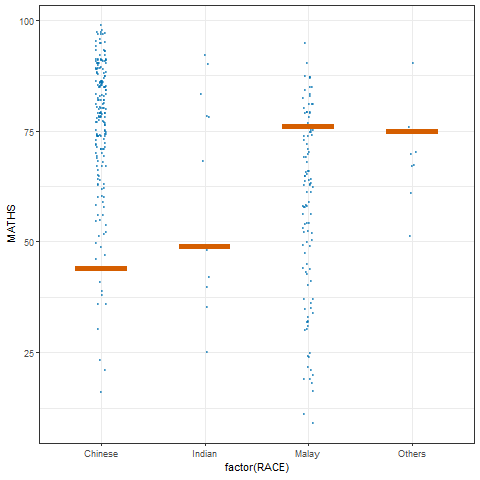 100
75
50
25
MATHS
Chinese
Indian
Malay
Others
factor(RACE)